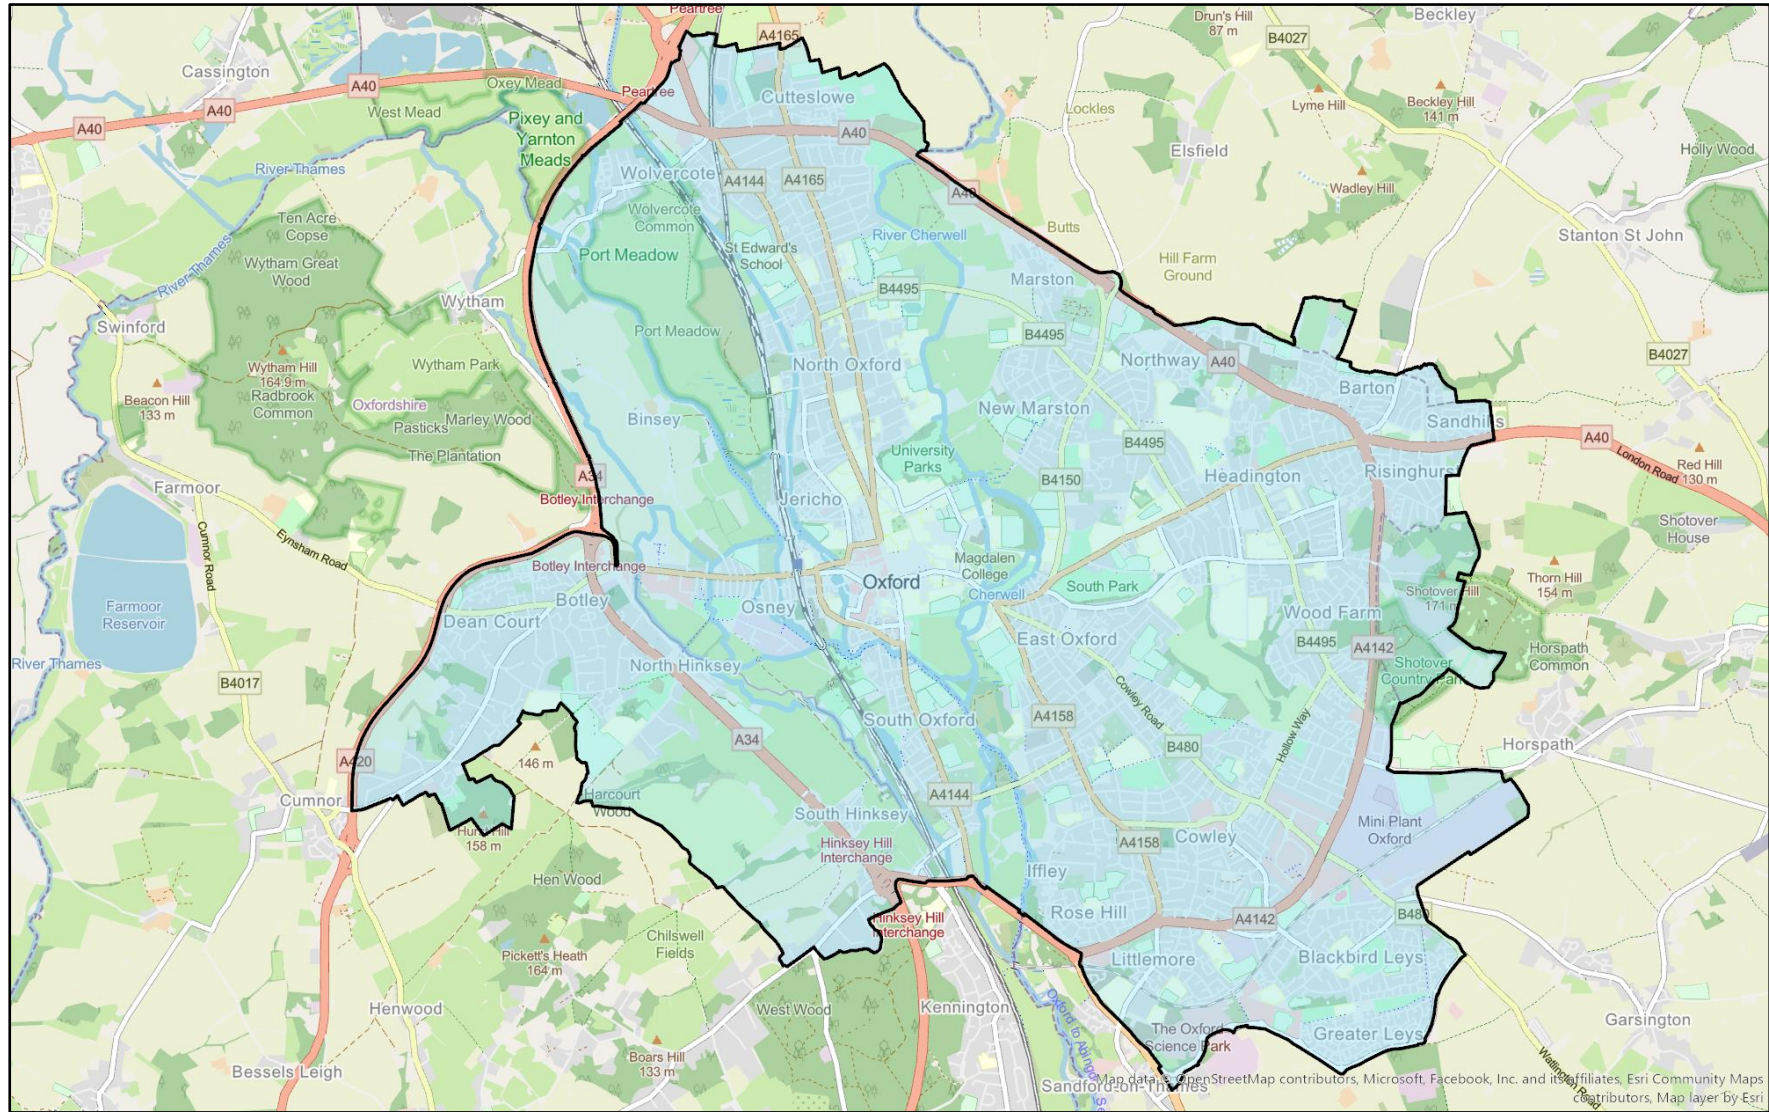 Peartree
A4165
Drun's Hill
87 m
Beckley
B4027
Cassington
A40
Oxey Mead
Peartree
Cutteslowe
A40
West Mead
Lockles
Lyme Hill
Beckley Hill
141 m
A40
A40
Pixey and
Yarnton
Meads
A40
Elsfield
Holly Wood
River Thames
Wolvercote
A4144
A4165
Wadley Hill
Ten Acre
Copse
Wolvercote
Common
River Cherwell
Butts
Stanton St John
Wytham Great
Wood
Port Meadow
St Edward's
School
Hill Farm
Ground
River Thames
Marston
B4495
Wytham
Swinford
Port Meadow
B4495
Northway
A40
B4027
Wytham Hill
164.9 m
Wytham Park
North Oxford
Barton
Beacon Hill
133 m
Radbrook
Common
Oxfordshire
Marley Wood
Pasticks
Binsey
New Marston
Sandhills
The Plantation
B4495
A40
London Road
University
Parks
Headington
Risinghurst
Red Hill
130 m
A34
B4150
Farmoor
Botley Interchange
Jericho
Shotover
House
Cumnor Road
Eynsham Road
Botley Interchange
Magdalen
College
Oxford
South Park
Thorn Hill
154 m
Farmoor
Reservoir
Botley
Osney
Cherwell
Shotover Hill
171 m
Dean Court
Wood Farm
East Oxford
B4495
A4142
River Thames
North Hinksey
Horspath
Common
B4017
Shotover
Country Park
Cowley Road
South Oxford
A4158
Hollow Way
A34
B480
Horspath
A420
146 m
Harcourt
Wood
A4144
Cumnor
South Hinksey
Mini Plant
Oxford
Hurst Hill
158 m
Cowley
A4158
Hinksey Hill
Interchange
Hen Wood
Iffley
Rose Hill
A4142
B480
Hinksey Hill
Interchange
Chilswell
Fields
Pickett's Heath
164 m
Littlemore
Blackbird Leys
Henwood
West Wood
Kennington
Garsington
The Oxford
Science Park
Greater Leys
Boars Hill
133 m
Bessels Leigh
Watlington Road
Sandford-on-Thames
Map data © OpenStreetMap contributors, Microsoft, Facebook, Inc. and its affiliates, Esri Community Maps
contributors, Map layer by Esri